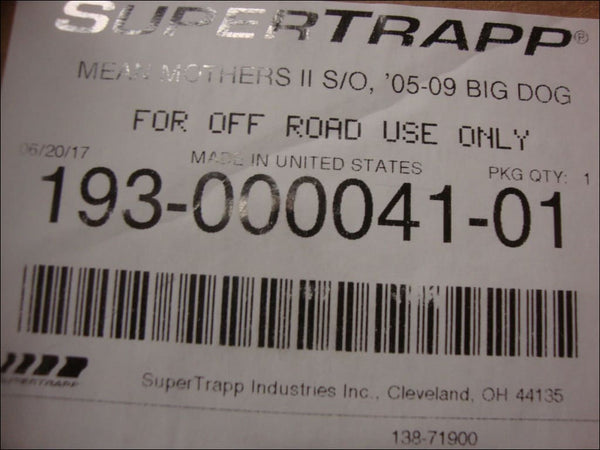 SUPERTRAPP®
MEAN MOTHERS II S/O, '05-09 BIG DOG
FOR OFF ROAD USE ONLY
06/20/17
MADE IN UNITED STATES
PKG QTY: 1
193-000041-01
SUPERTRAPP
SuperTrapp Industries Inc., Cleveland, OH 44135
138-71900